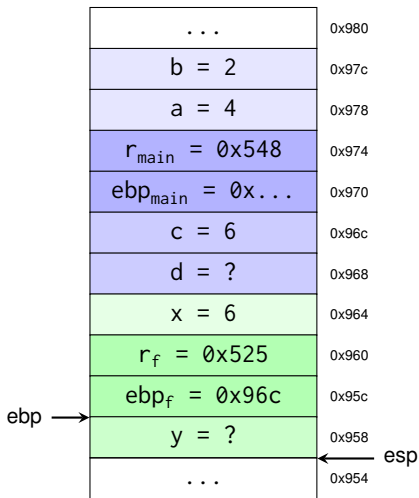 ... 0x980
b = 2 0x97c
a = 4 0x978
r_main = 0x548 0x974
ebp_main = 0x... 0x970
c = 6 0x96c
d = ? 0x968
x = 6 0x964
r_f = 0x525 0x960
ebp_f = 0x96c 0x95c
ebp
y = ? 0x958
esp
... 0x954